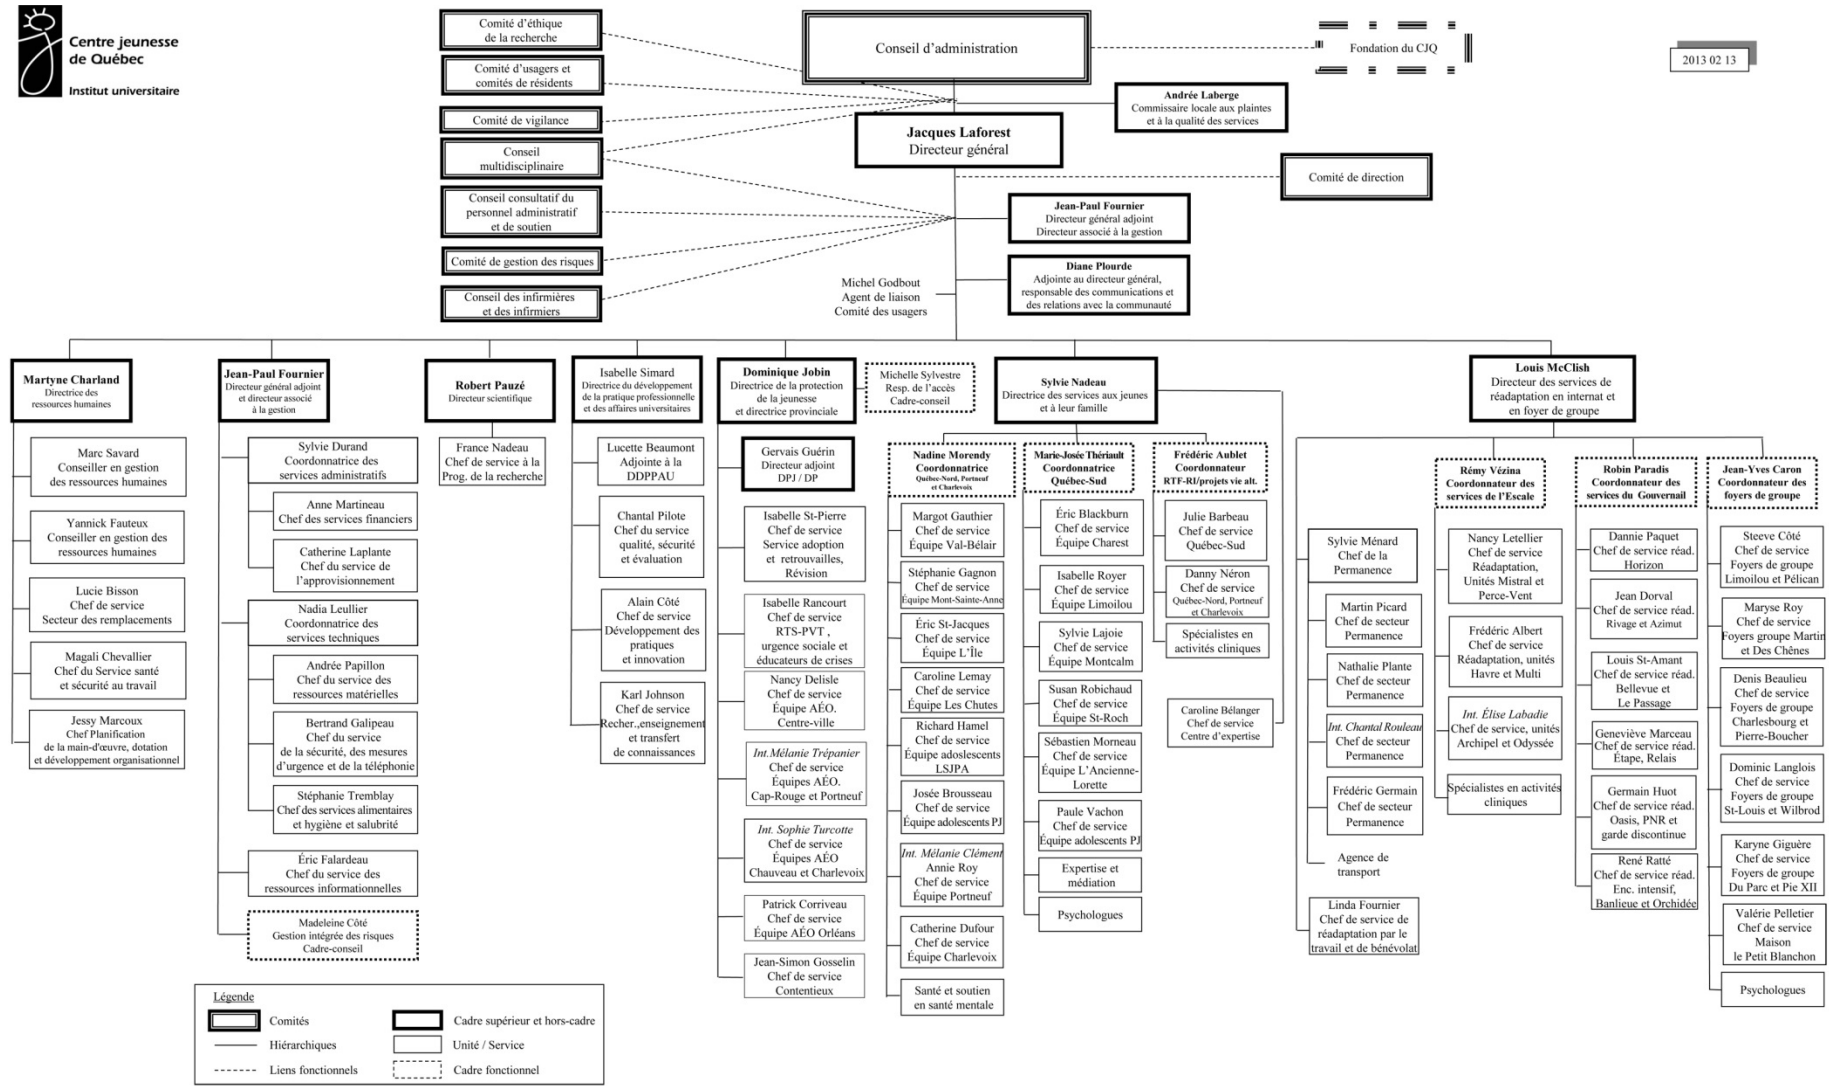 Centre jeunesse
de Québec
Institut universitaire
Comité d'éthique
de la recherche
Comité d'usagers et
comités de résidents
Comité de vigilance
Conseil
multidisciplinaire
Conseil consultatif du
personnel administratif
et de soutien
Comité de gestion des risques
Conseil des infirmières
et des infirmiers
Conseil d'administration
Fondation du CJQ
2013 02 13
Andrée Laberge
Commissaire locale aux plaintes
et à la qualité des services
Jacques Laforest
Directeur général
Comité de direction
Jean-Paul Fournier
Directeur général adjoint
Directeur associé à la gestion
Diane Plourde
Adjointe au directeur général,
responsable des communications et
des relations avec la communauté
Michel Godbout
Agent de liaison
Comité des usagers
Martyne Charland
Directrice des
ressources humaines
Marc Savard
Conseiller en gestion
des ressources humaines
Yannick Fauteux
Conseiller en gestion des
ressources humaines
Lucie Bisson
Chef de service
Secteur des remplacements
Magali Chevallier
Chef du Service santé
et sécurité au travail
Jessy Marcoux
Chef Planification
de la main-d'œuvre, dotation
et développement organisationnel
Jean-Paul Fournier
Directeur général adjoint
et directeur associé
à la gestion
Sylvie Durand
Coordonnatrice des
services administratifs
Anne Martineau
Chef des services financiers
Catherine Laplante
Chef du service de
l'approvisionnement
Nadia Leullier
Coordonnatrice des
services techniques
Andrée Papillon
Chef du service des
ressources matérielles
Bertrand Galipeau
Chef du service
de la sécurité, des mesures
d'urgence et de la téléphonie
Stéphanie Tremblay
Chef des services alimentaires
et hygiène et salubrité
Éric Falardeau
Chef du service des
ressources informationnelles
Madeleine Côté
Gestion intégrée des risques
Cadre-conseil
Robert Pauzé
Directeur scientifique
France Nadeau
Chef de service à la
Prog. de la recherche
Isabelle Simard
Directrice du développement
de la pratique professionnelle
et des affaires universitaires
Lucette Beaumont
Adjointe à la
DDPPAU
Chantal Pilote
Chef du service
qualité, sécurité
et évaluation
Alain Côté
Chef de service
Développement des
pratiques
et innovation
Karl Johnson
Chef de service
Recher.,enseignement
et transfert
de connaissances
Dominique Jobin
Directrice de la protection
de la jeunesse
et directrice provinciale
Michelle Sylvestre
Resp. de l'accès
Cadre-conseil
Gervais Guérin
Directeur adjoint
DPJ / DP
Isabelle St-Pierre
Chef de service
Service adoption
et retrouvailles,
Révision
Isabelle Rancourt
Chef de service
RTS-PVT ,
urgence sociale et
éducateurs de crises
Nancy Delisle
Chef de service
Équipe AÉO.
Centre-ville
Int.Mélanie Trépanier
Chef de service
Équipes AÉO.
Cap-Rouge et Portneuf
Int. Sophie Turcotte
Chef de service
Équipes AÉO
Chauveau et Charlevoix
Patrick Corriveau
Chef de service
Équipe AÉO Orléans
Jean-Simon Gosselin
Chef de service
Contentieux
Sylvie Nadeau
Directrice des services aux jeunes
et à leur famille
Nadine Morendy
Coordonnatrice
Québec-Nord, Portneuf
et Charlevoix
Margot Gauthier
Chef de service
Équipe Val-Bélair
Stéphanie Gagnon
Chef de service
Équipe Mont-Sainte-Anne
Éric St-Jacques
Chef de service
Équipe L'Île
Caroline Lemay
Chef de service
Équipe Les Chutes
Richard Hamel
Chef de service
Équipe adoslescents
LSJPA
Josée Brousseau
Chef de service
Équipe adolescents PJ
Int. Mélanie Clément
Annie Roy
Chef de service
Équipe Portneuf
Catherine Dufour
Chef de service
Équipe Charlevoix
Santé et soutien
en santé mentale
Marie-Josée Thériault
Coordonnatrice
Québec-Sud
Éric Blackburn
Chef de service
Équipe Charest
Isabelle Royer
Chef de service
Équipe Limoilou
Sylvie Lajoie
Chef de service
Équipe Montcalm
Susan Robichaud
Chef de service
Équipe St-Roch
Sébastien Morneau
Chef de service
Équipe L'Ancienne-
Lorette
Paule Vachon
Chef de service
Équipe adolescents PJ
Expertise et
médiation
Psychologues
Frédéric Aublet
Coordonnateur
RTF-RI/projets vie alt.
Julie Barbeau
Chef de service
Québec-Sud
Danny Néron
Chef de service
Québec-Nord, Portneuf
et Charlevoix
Spécialistes en
activités cliniques
Caroline Bélanger
Chef de service
Centre d'expertise
Louis McClish
Directeur des services de
réadaptation en internat et
en foyer de groupe
Sylvie Ménard
Chef de la
Permanence
Martin Picard
Chef de secteur
Permanence
Nathalie Plante
Chef de secteur
Permanence
Int. Chantal Rouleau
Chef de secteur
Permanence
Frédéric Germain
Chef de secteur
Permanence
Agence de
transport
Linda Fournier
Chef de service de
réadaptation par le
travail et de bénévolat
Rémy Vézina
Coordonnateur des
services de l'Escale
Nancy Letellier
Chef de service
Réadaptation,
Unités Mistral et
Perce-Vent
Frédéric Albert
Chef de service
Réadaptation, unités
Havre et Multi
Int. Élise Labadie
Chef de service, unités
Archipel et Odyssée
Spécialistes en activités
cliniques
Robin Paradis
Coordonnateur des
services du Gouvernail
Dannie Paquet
Chef de service réad.
Horizon
Jean Dorval
Chef de service réad.
Rivage et Azimut
Louis St-Amant
Chef de service réad.
Bellevue et
Le Passage
Geneviève Marceau
Chef de service réad.
Étape, Relais
Germain Huot
Chef de service réad.
Oasis, PNR et
garde discontinue
René Ratté
Chef de service réad.
Enc. intensif,
Banlieue et Orchidée
Jean-Yves Caron
Coordonnateur des
foyers de groupe
Steeve Côté
Chef de service
Foyers de groupe
Limoilou et Pélican
Maryse Roy
Chef de service
Foyers groupe Martin
et Des Chênes
Denis Beaulieu
Chef de service
Foyers de groupe
Charlesbourg et
Pierre-Boucher
Dominic Langlois
Chef de service
Foyers de groupe
St-Louis et Wilbrod
Karyne Giguère
Chef de service
Foyers de groupe
Du Parc et Pie XII
Valérie Pelletier
Chef de service
Maison
le Petit Blanchon
Psychologues
Légende
Comités
Cadre supérieur et hors-cadre
Hiérarchiques
Unité / Service
Liens fonctionnels
Cadre fonctionnel